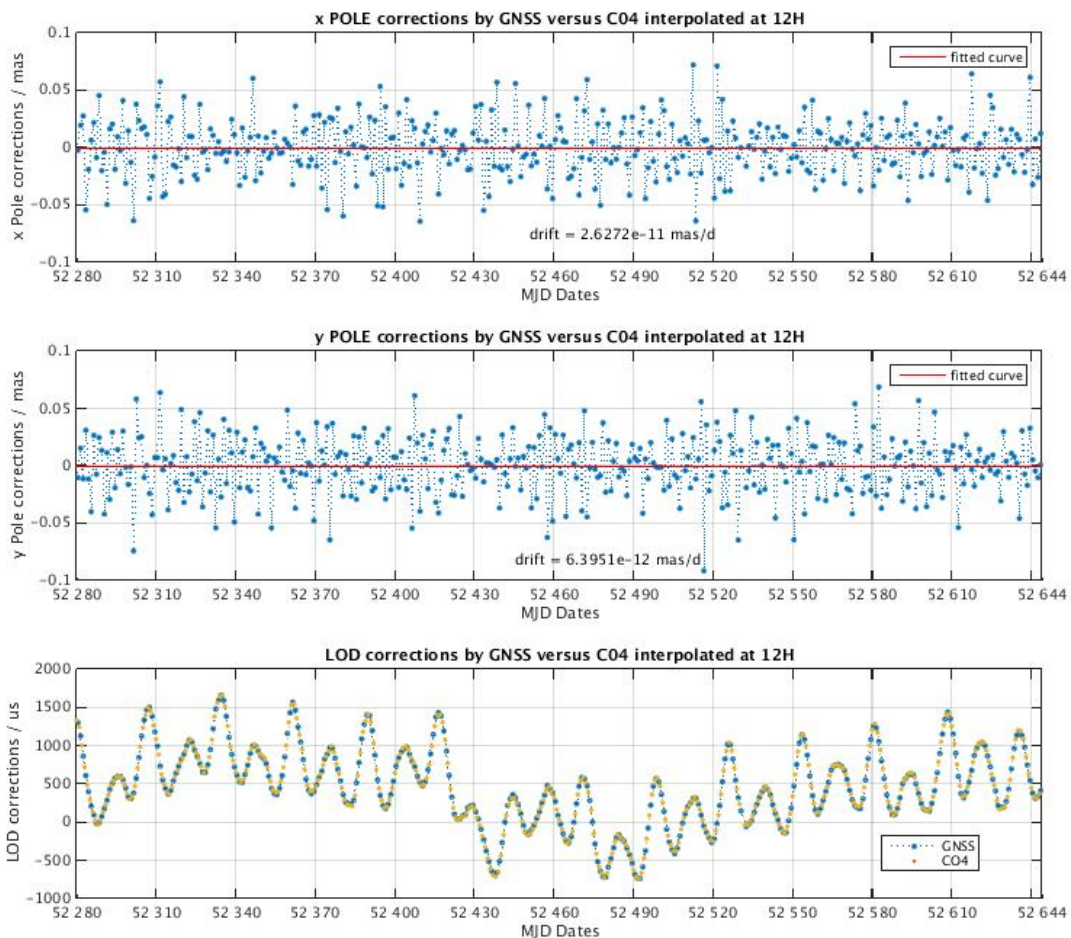 x POLE corrections by GNSS versus C04 interpolated at 12H
x Pole corrections / mas
0.1
0.05
0
−0.05
−0.1
fitted curve
drift = 2.6272e−11 mas/d
52 280 52 310 52 340 52 370 52 400 52 430 52 460 52 490 52 520 52 550 52 580 52 610 52 644
MJD Dates
y POLE corrections by GNSS versus C04 interpolated at 12H
y Pole corrections / mas
0.1
0.05
0
−0.05
−0.1
fitted curve
drift = 6.3951e−12 mas/d
52 280 52 310 52 340 52 370 52 400 52 430 52 460 52 490 52 520 52 550 52 580 52 610 52 644
MJD Dates
LOD corrections by GNSS versus C04 interpolated at 12H
LOD corrections / us
2000
1500
1000
500
0
−500
−1000
GNSS
CO4
52 280 52 310 52 340 52 370 52 400 52 430 52 460 52 490 52 520 52 550 52 580 52 610 52 644
MJD Dates